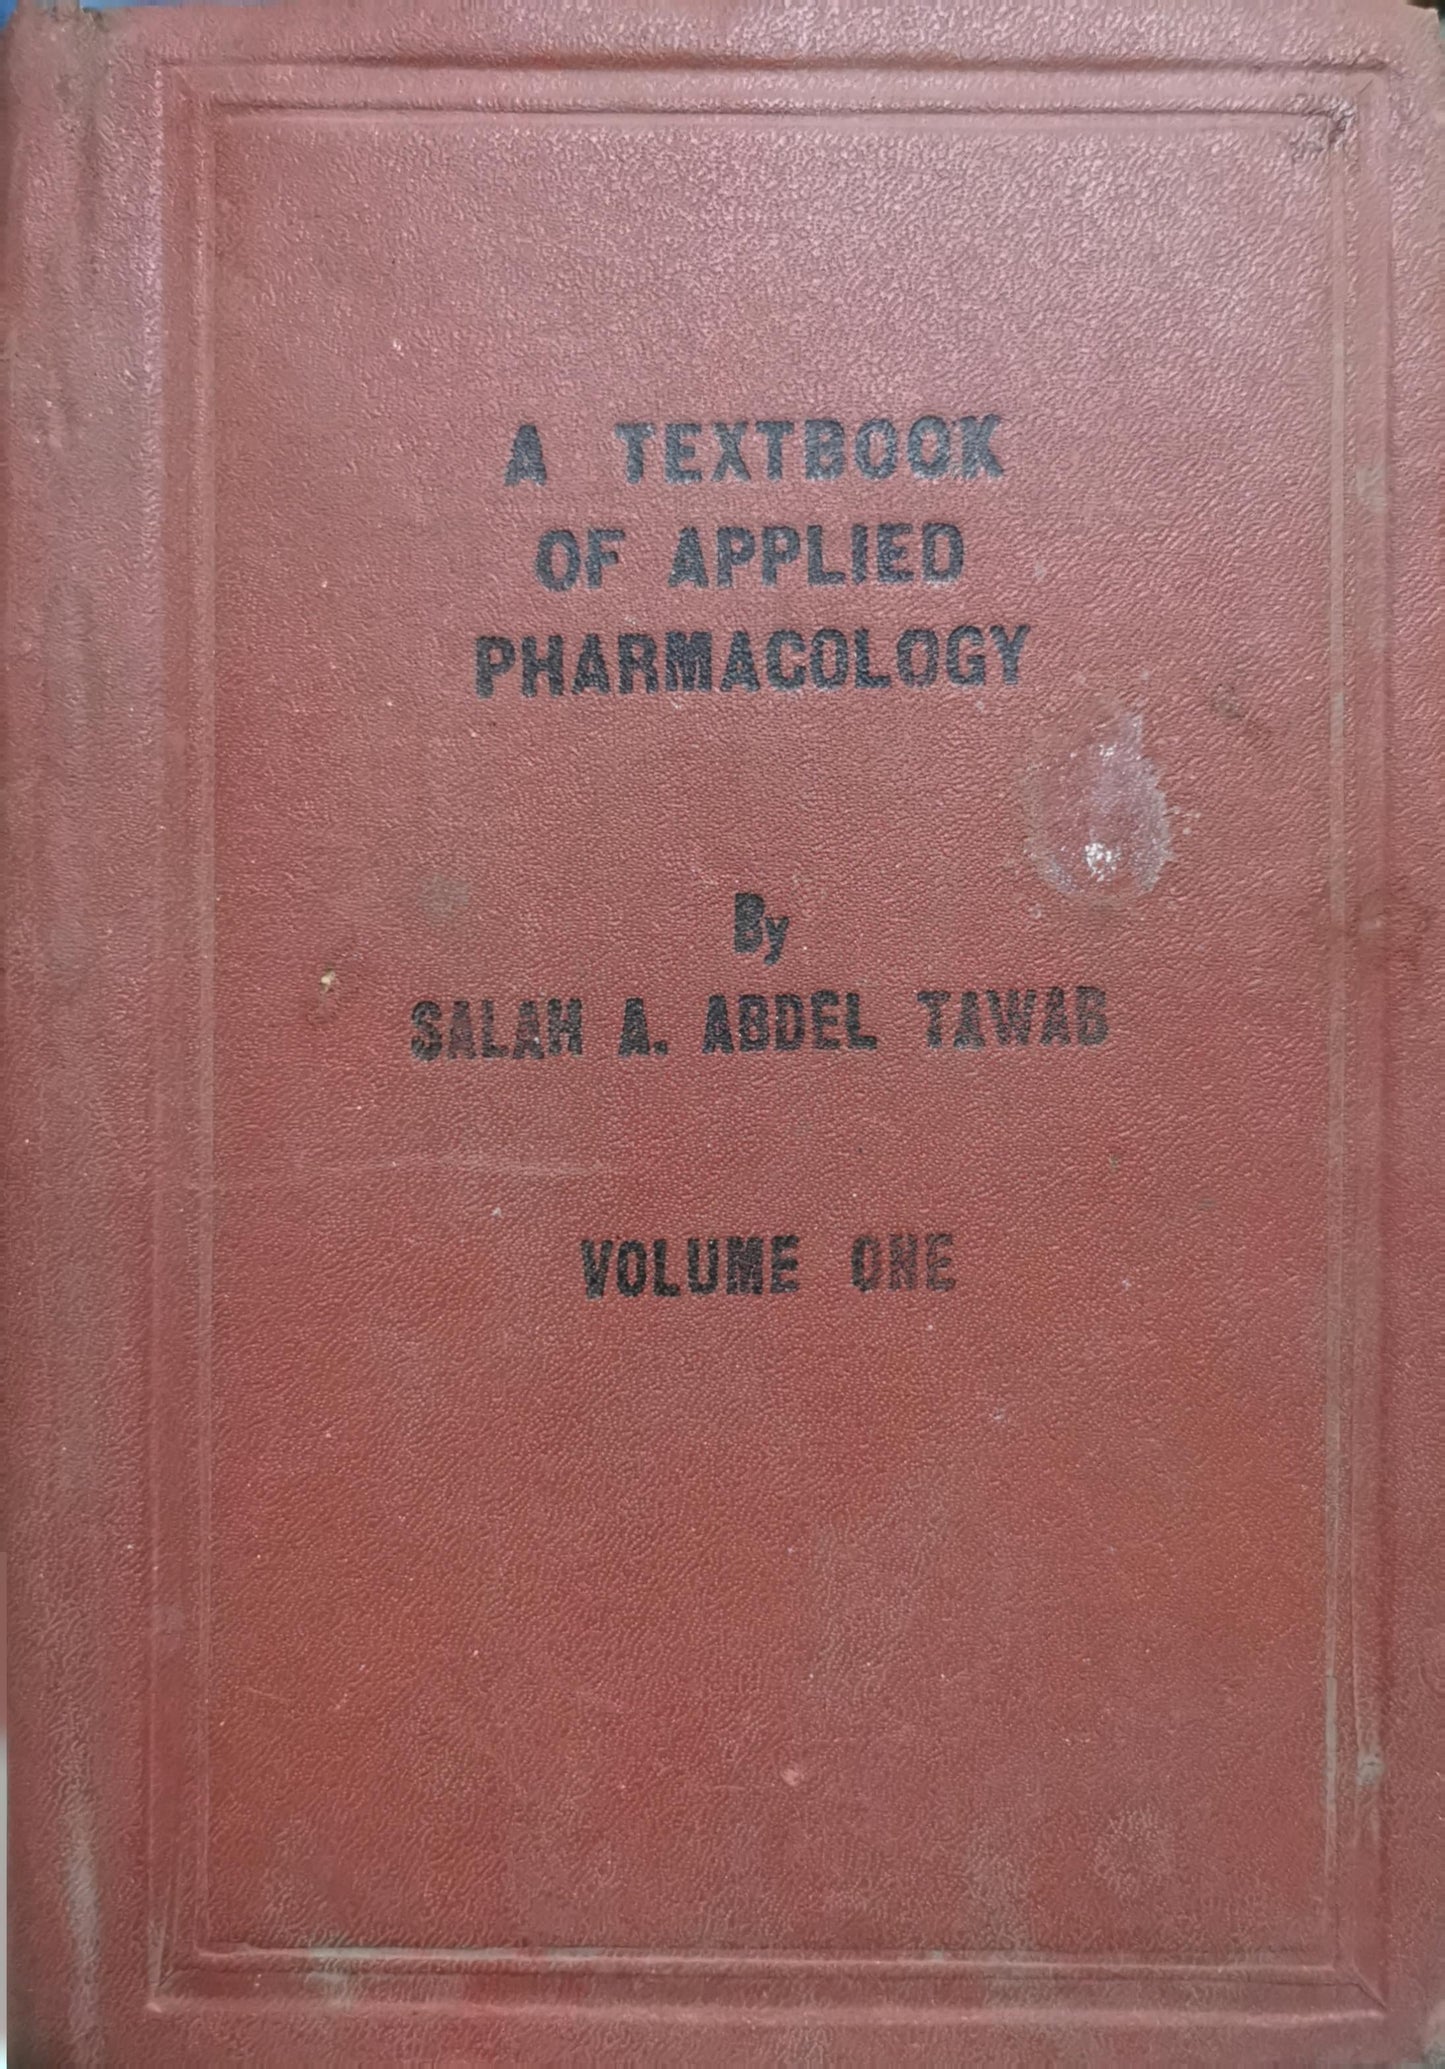 A TEXTBOOK
OF APPLIED
PHARMACOLOGY
By
SALAH A. ABDEL TAWAB
VOLUME ONE